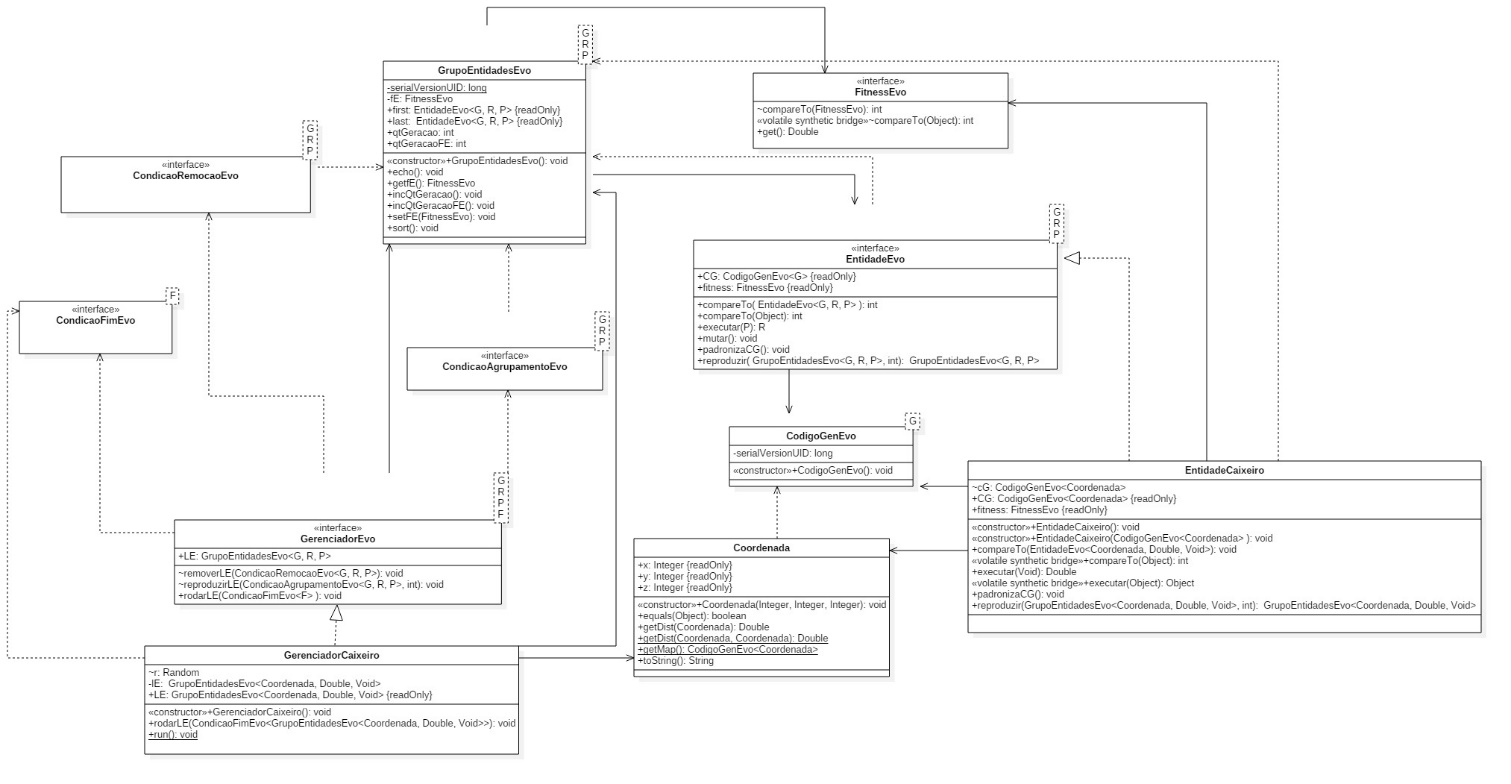 G
R
P
GrupoEntidadesEvo
-serialVersionUID: long
-fE: FitnessEvo
+first: EntidadeEvo<G, R, P> {readOnly}
+last:  EntidadeEvo<G, R, P> {readOnly}
+qtGeracao: int
+qtGeracaoFE: int
«constructor»+GrupoEntidadesEvo(): void
+echo(): void
+getfE(): FitnessEvo
+incQtGeracao(): void
+incQtGeracaoFE(): void
+setFE(FitnessEvo): void
+sort(): void
«interface»
FitnessEvo
~compareTo(FitnessEvo): int
«volatile synthetic bridge»~compareTo(Object): int
+get(): Double
G
R
P
«interface»
CondicaoRemocaoEvo
G
R
P
«interface»
EntidadeEvo
+CG: CodigoGenEvo<G> {readOnly}
+fitness: FitnessEvo {readOnly}
+compareTo( EntidadeEvo<G, R, P> ): int
+compareTo(Object): int
+executar(P): R
+mutar(): void
+padronizaCG(): void
+reproduzir( GrupoEntidadesEvo<G, R, P>, int):  GrupoEntidadesEvo<G, R, P>
F
«interface»
CondicaoFimEvo
G
R
P
«interface»
CondicaoAgrupamentoEvo
G
CodigoGenEvo
-serialVersionUID: long
«constructor»+CodigoGenEvo(): void
EntidadeCaixeiro
~cG: CodigoGenEvo<Coordenada>
+CG: CodigoGenEvo<Coordenada> {readOnly}
+fitness: FitnessEvo {readOnly}
«constructor»+EntidadeCaixeiro(): void
«constructor»+EntidadeCaixeiro(CodigoGenEvo<Coordenada> ): void
+compareTo(EntidadeEvo<Coordenada, Double, Void>): void
«volatile synthetic bridge»+compareTo(Object): int
+executar(Void): Double
«volatile synthetic bridge»+executar(Object): Object
+padronizaCG(): void
+reproduzir(GrupoEntidadesEvo<Coordenada, Double, Void>, int):  GrupoEntidadesEvo<Coordenada, Double, Void>
G
R
P
F
«interface»
GerenciadorEvo
+LE: GrupoEntidadesEvo<G, R, P>
~removerLE(CondicaoRemocaoEvo<G, R, P>): void
~reproduzirLE(CondicaoAgrupamentoEvo<G, R, P>, int): void
+rodarLE(CondicaoFimEvo<F> ): void
Coordenada
+x: Integer {readOnly}
+y: Integer {readOnly}
+z: Integer {readOnly}
«constructor»+Coordenada(Integer, Integer, Integer): void
+equals(Object): boolean
+getDist(Coordenada): Double
+getDist(Coordenada, Coordenada): Double
+getMap(): CodigoGenEvo<Coordenada>
+toString(): String
GerenciadorCaixeiro
~r: Random
-lE:  GrupoEntidadesEvo<Coordenada, Double, Void>
+LE: GrupoEntidadesEvo<Coordenada, Double, Void> {readOnly}
«constructor»+GerenciadorCaixeiro(): void
+rodarLE(CondicaoFimEvo<GrupoEntidadesEvo<Coordenada, Double, Void>>): void
+run(): void